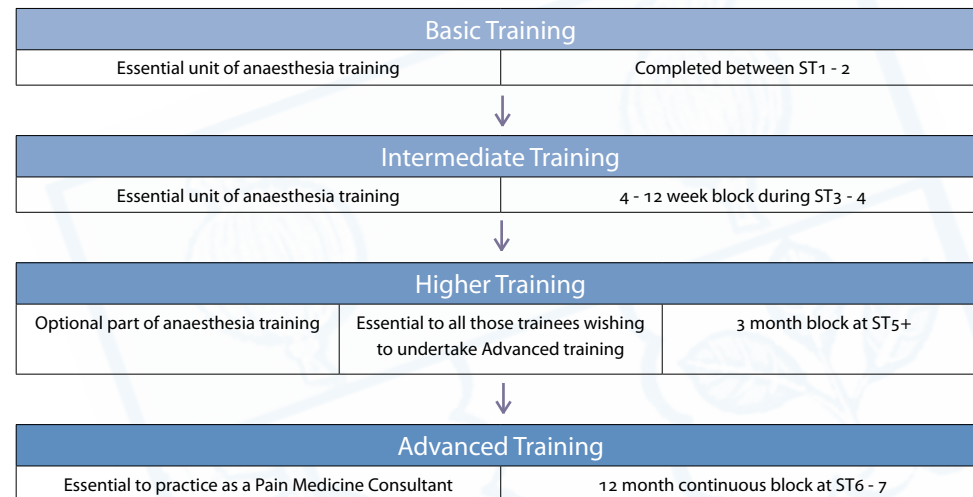 Basic Training
Essential unit of anaesthesia training
Completed between ST1 - 2
Intermediate Training
Essential unit of anaesthesia training
4 - 12 week block during ST3 - 4
Higher Training
Optional part of anaesthesia training
Essential to all those trainees wishing
to undertake Advanced training
3 month block at ST5+
Advanced Training
Essential to practice as a Pain Medicine Consultant
12 month continuous block at ST6 - 7